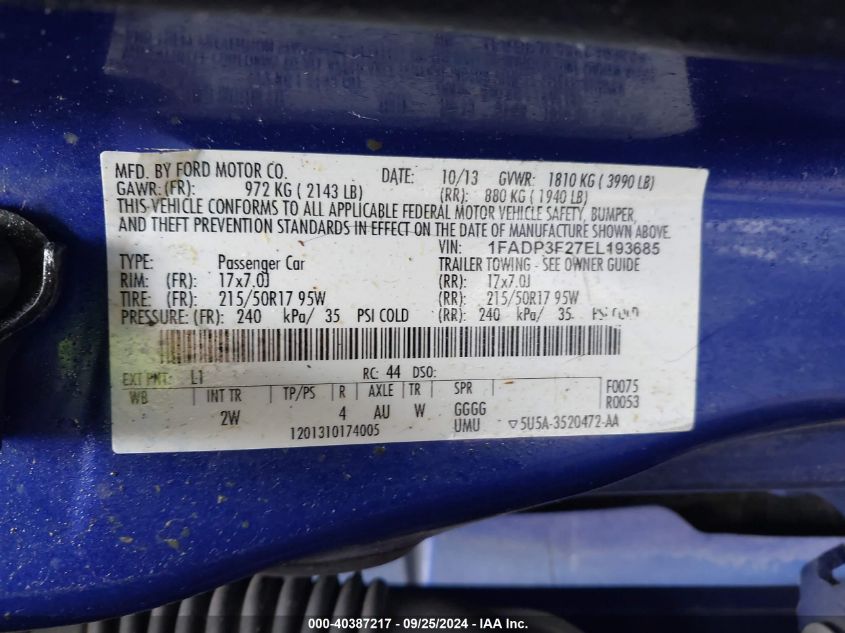 MFD. BY FORD MOTOR CO. DATE: 10/13 GVWR: 1810 KG ( 3990 LB)
GAWR: (FR): 972 KG ( 2143 LB) (RR): 880 KG ( 1940 LB)
THIS VEHICLE CONFORMS TO ALL APPLICABLE FEDERAL MOTOR VEHICLE SAFETY, BUMPER,
AND THEFT PREVENTION STANDARDS IN EFFECT ON THE DATE OF MANUFACTURE SHOWN ABOVE.
VIN: 1FADP3F27EL193685
TYPE: Passenger Car TRAILER TOWING - SEE OWNER GUIDE
RIM: (FR): 17x7.0J (RR): 17x7.0J
TIRE: (FR): 215/50R17 95W (RR): 215/50R17 95W
PRESSURE: (FR): 240 kPa/ 35 PSI COLD (RR): 240 kPa/ 35 PSI COLD
EXT PNT: L1 RC: 44 DSO:
WB INT TR TP/PS R AXLE TR SPR F0075
R0053
2W 4 AU W GGGG
UMU
1201310174005 5U5A-3520472-AA
000-40387217 - 09/25/2024 - IAA Inc.